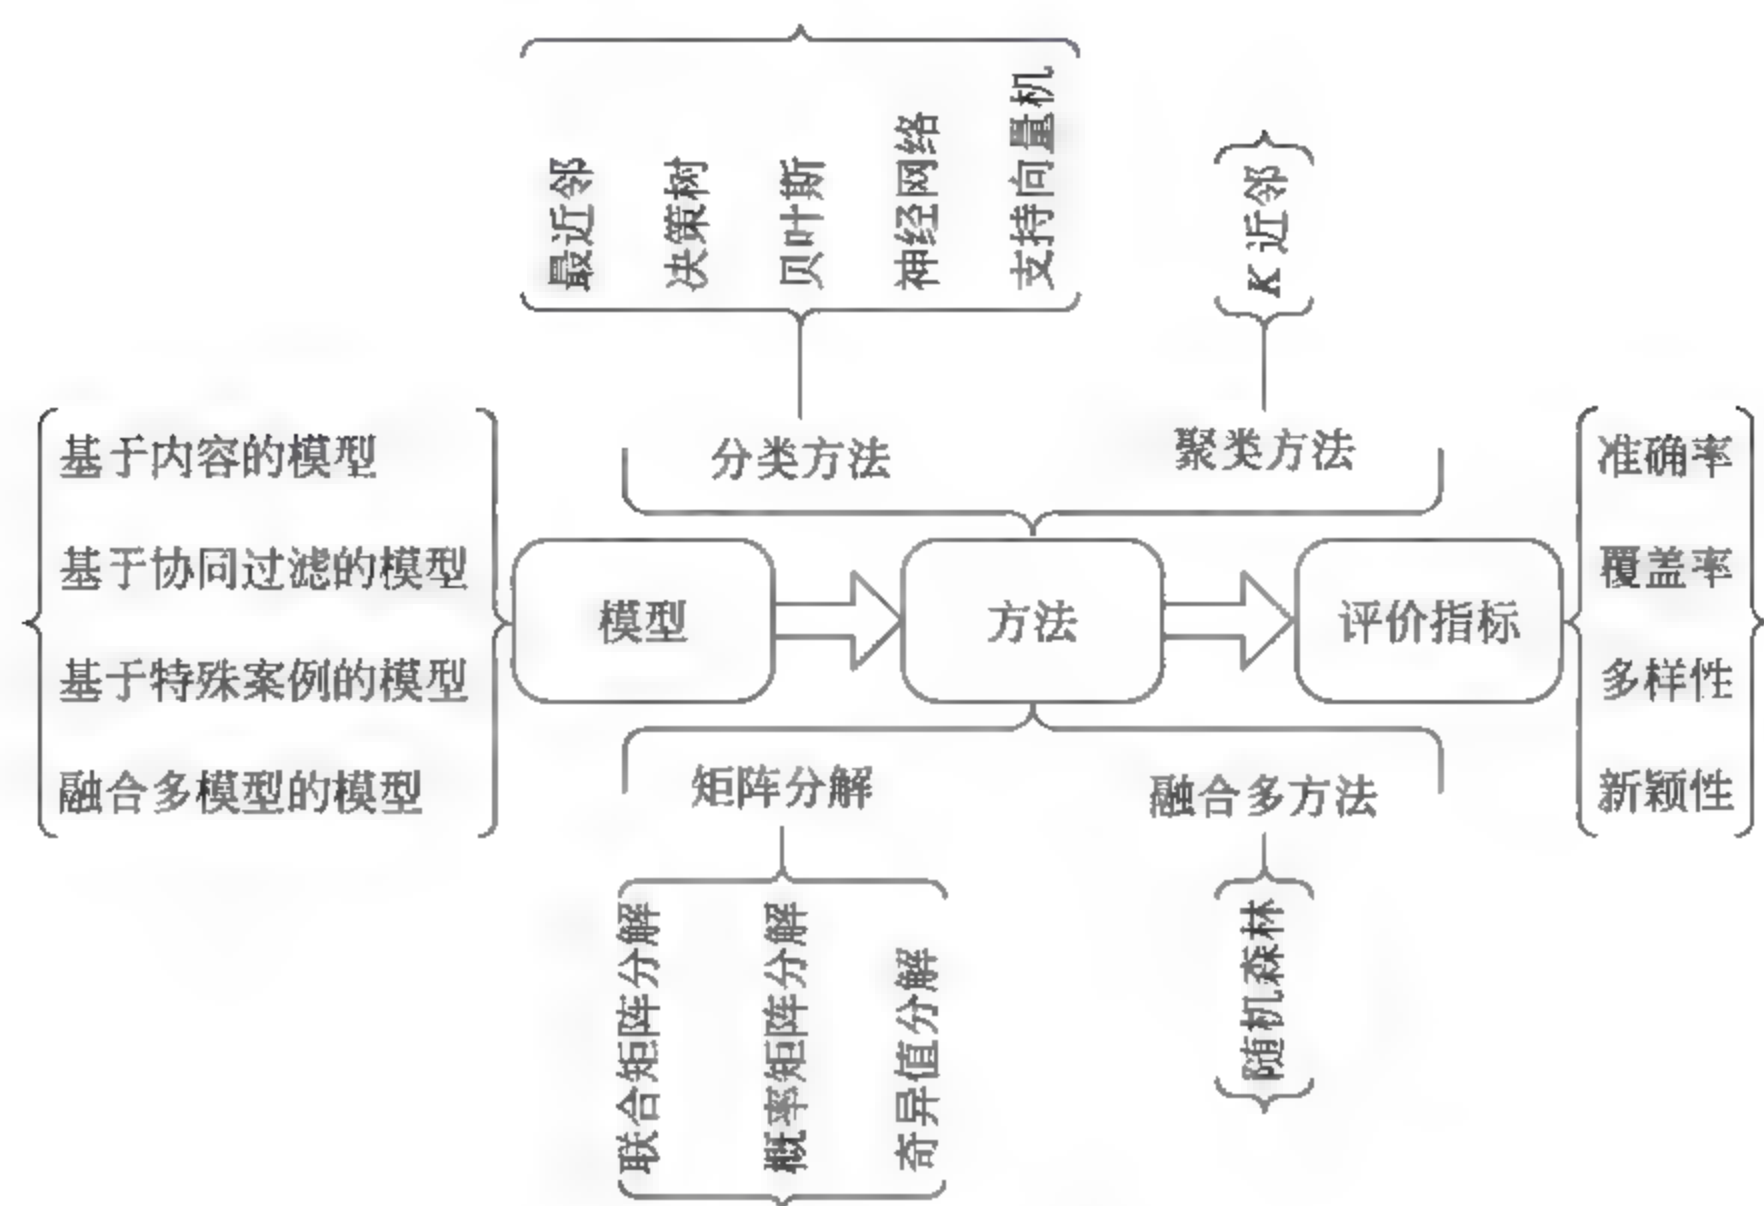 最近邻
决策树
贝叶斯
神经网络
支持向量机
K 近邻
分类方法
聚类方法
基于内容的模型
基于协同过滤的模型
基于特殊案例的模型
融合多模型的模型
模型
方法
评价指标
准确率
覆盖率
多样性
新颖性
矩阵分解
融合多方法
联合矩阵分解
概率矩阵分解
奇异值分解
随机森林